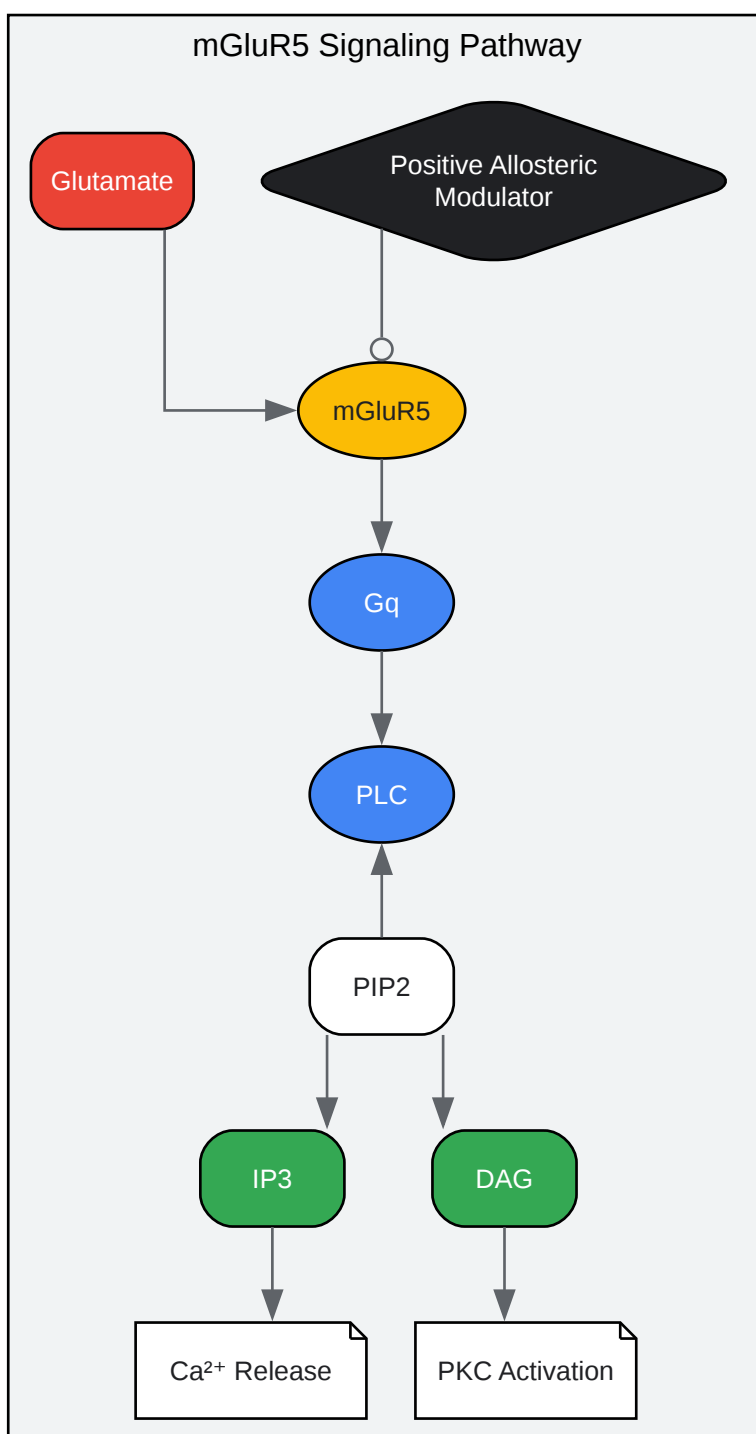 mGluR5 Signaling Pathway
Glutamate
Positive Allosteric
Modulator
mGluR5
Gq
PLC
PIP2
IP3
DAG
Ca²⁺ Release
PKC Activation